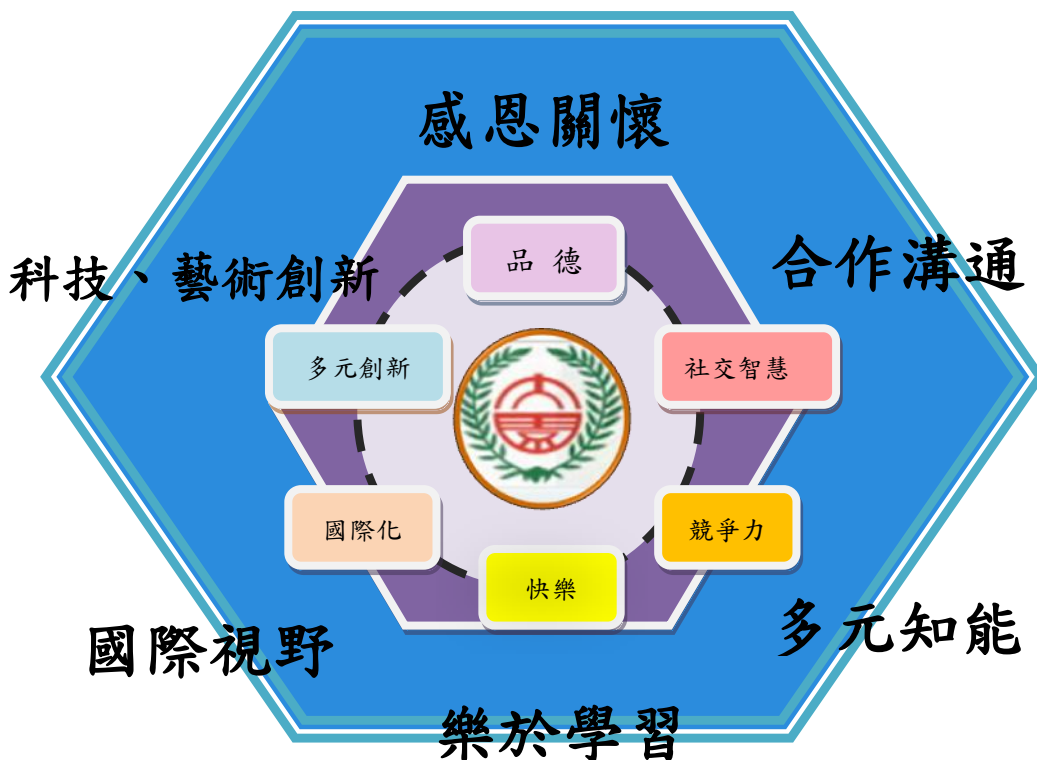 感恩關懷
品 德
科技、藝術創新
合作溝通
多元創新
社交智慧
國際化
競爭力
快樂
國際視野
多元知能
樂於學習